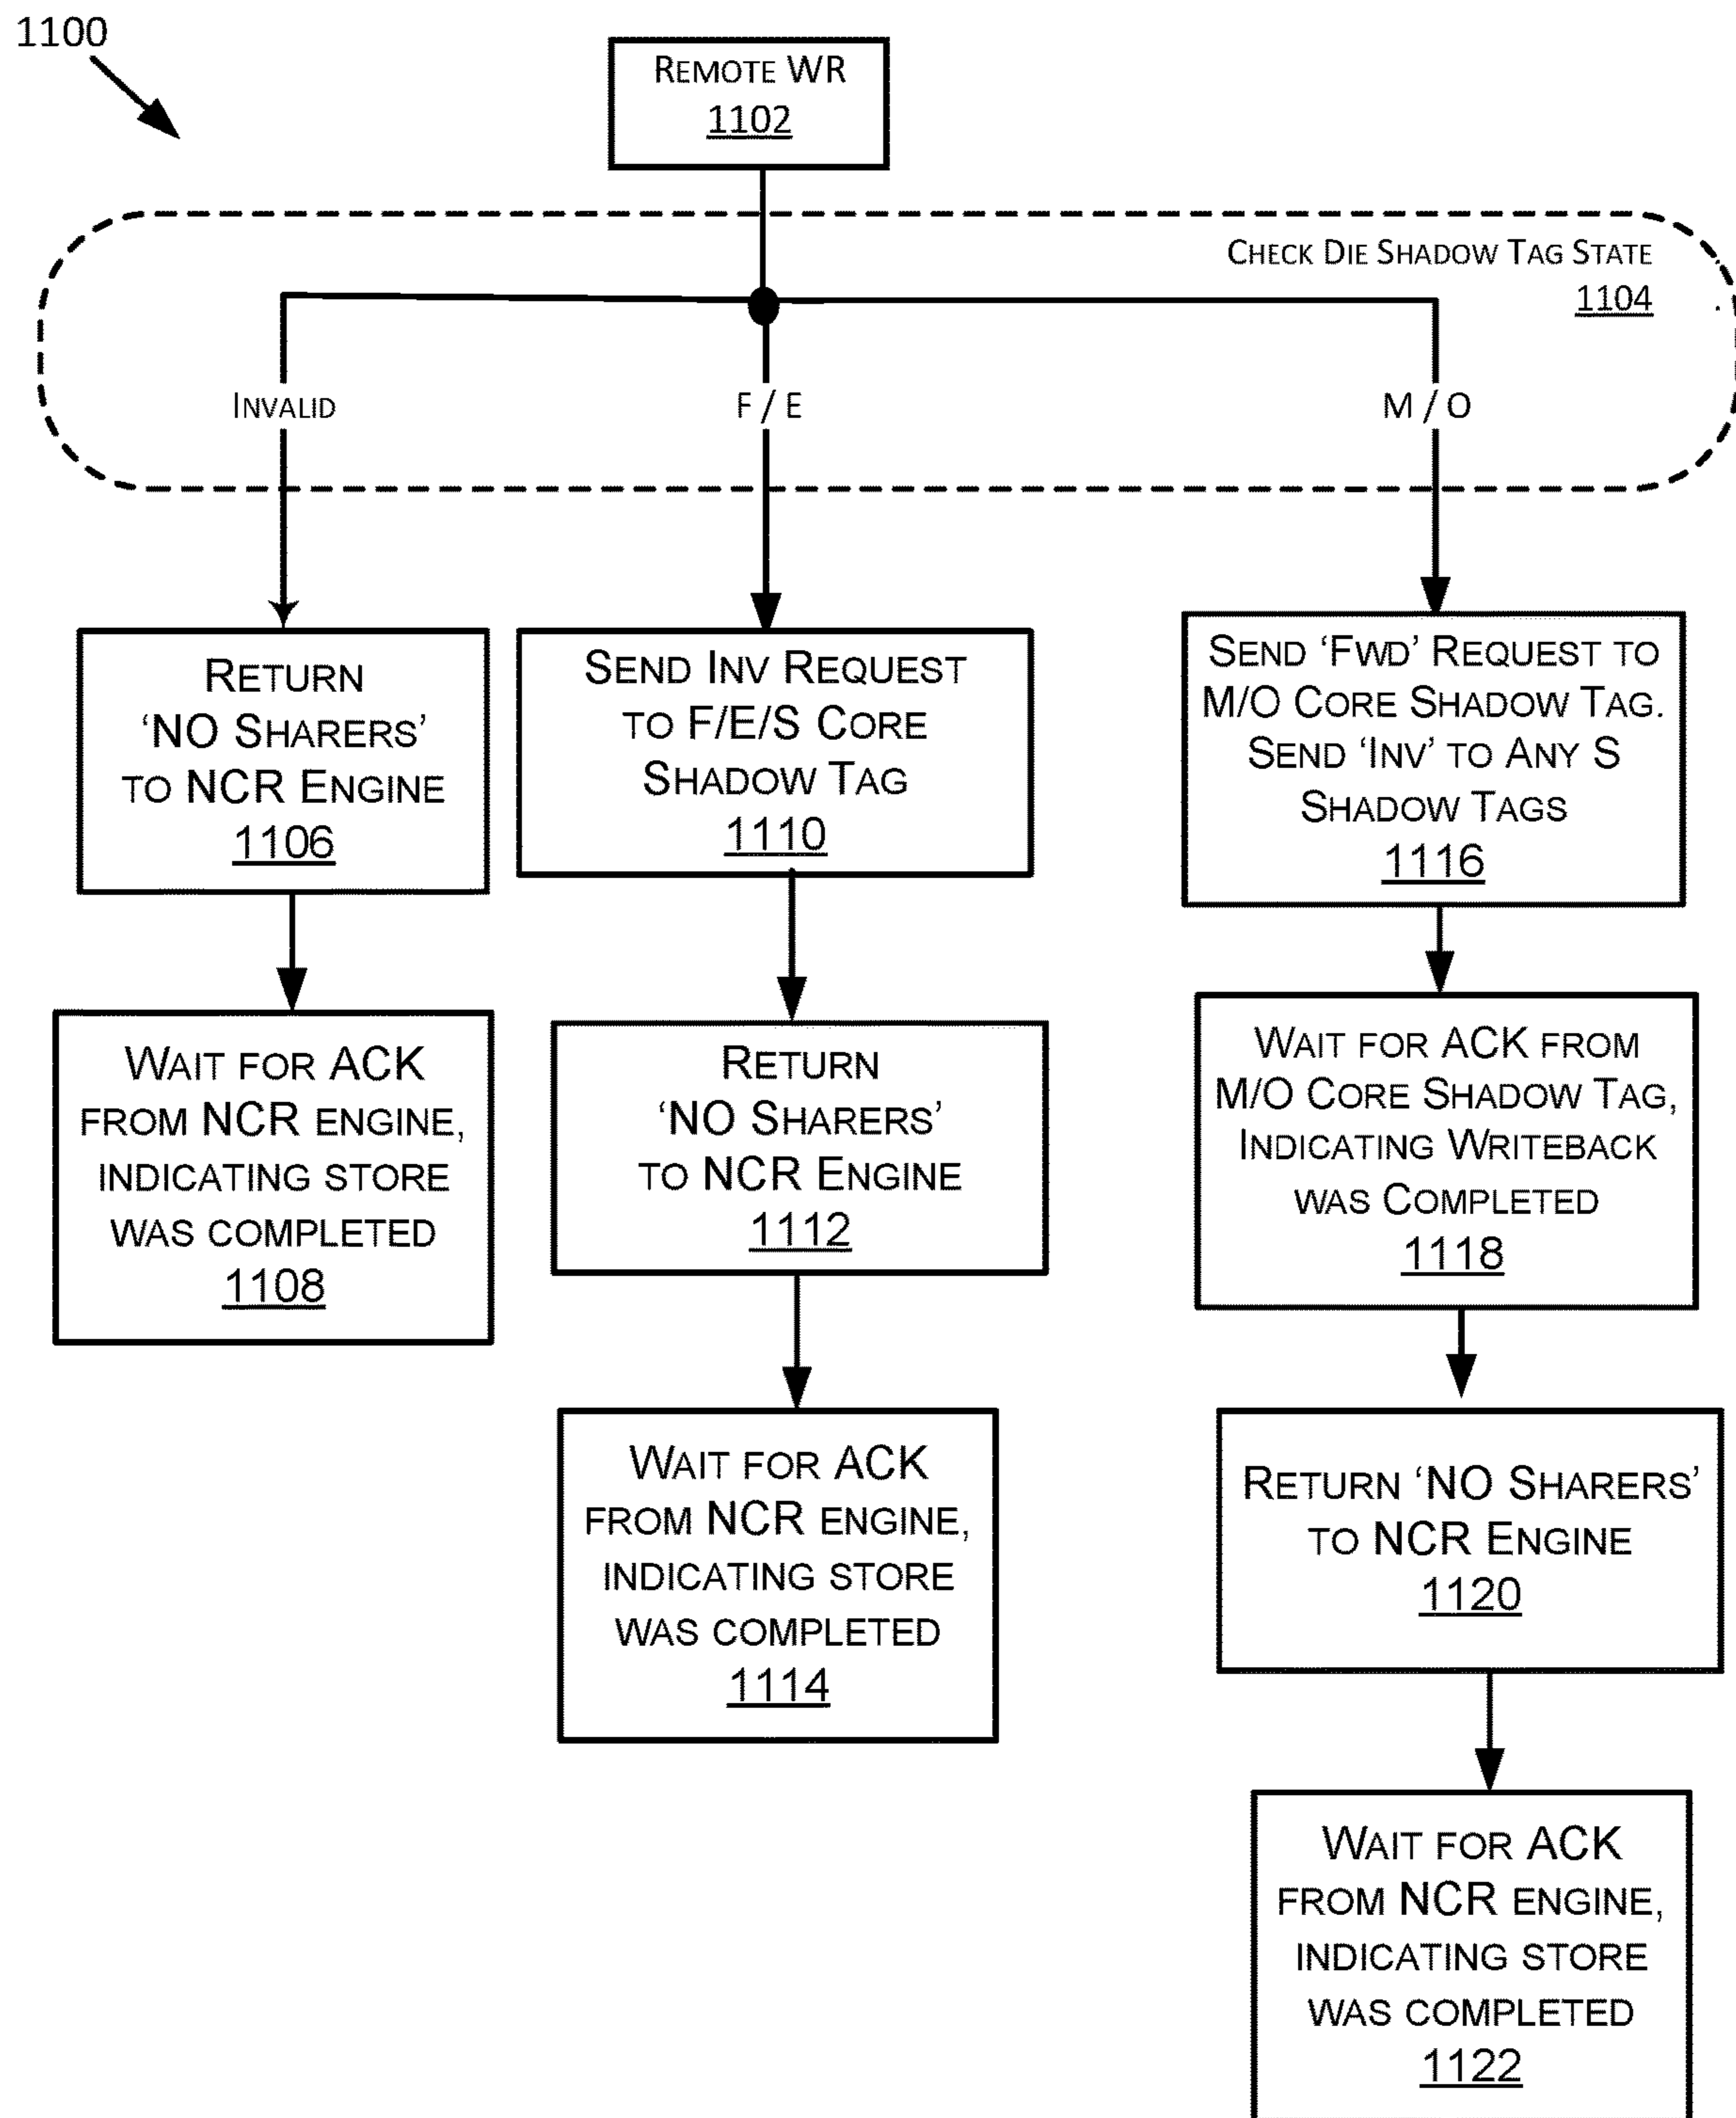 1100
REMOTE WR
1102
CHECK DIE SHADOW TAG STATE
1104
INVALID
F / E
M / O
RETURN
‘NO SHARERS’
TO NCR ENGINE
1106
SEND INV REQUEST
TO F/E/S CORE
SHADOW TAG
1110
SEND ‘FWD’ REQUEST TO
M/O CORE SHADOW TAG.
SEND ‘INV’ TO ANY S
SHADOW TAGS
1116
WAIT FOR ACK
FROM NCR ENGINE,
INDICATING STORE
WAS COMPLETED
1108
RETURN
‘NO SHARERS’
TO NCR ENGINE
1112
WAIT FOR ACK FROM
M/O CORE SHADOW TAG,
INDICATING WRITEBACK
WAS COMPLETED
1118
WAIT FOR ACK
FROM NCR ENGINE,
INDICATING STORE
WAS COMPLETED
1114
RETURN ‘NO SHARERS’
TO NCR ENGINE
1120
WAIT FOR ACK
FROM NCR ENGINE,
INDICATING STORE
WAS COMPLETED
1122